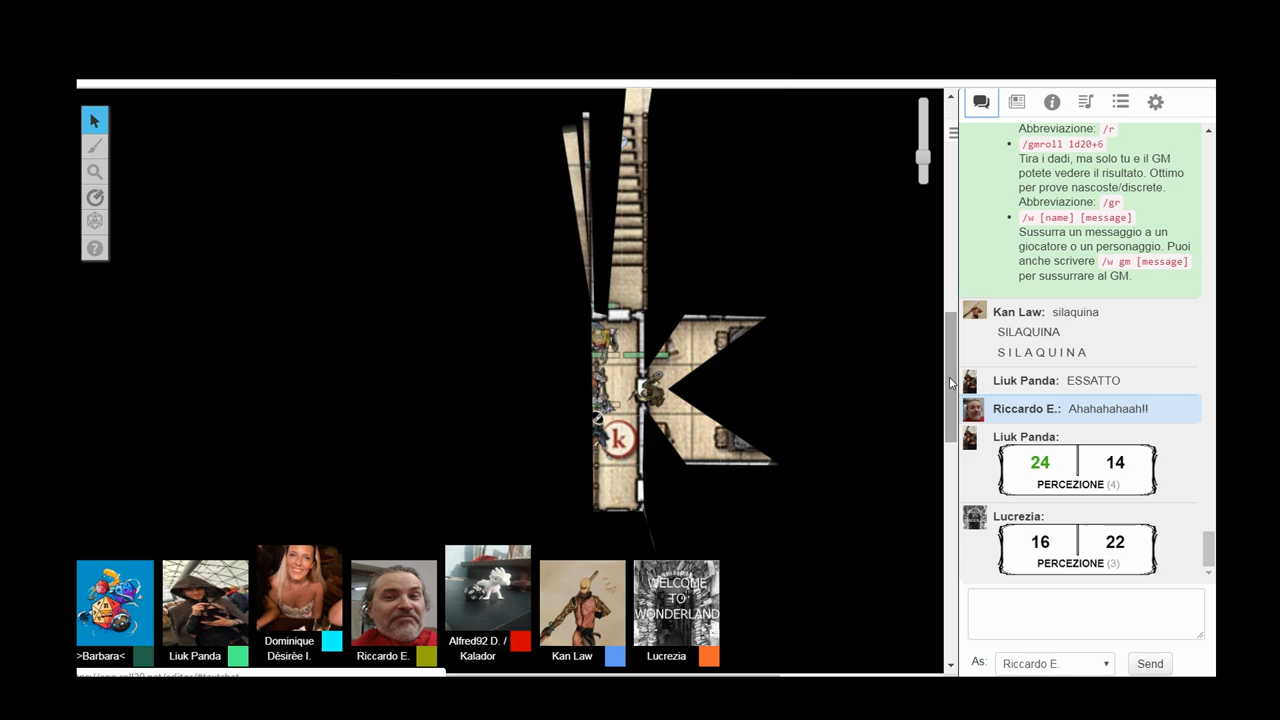 Abbreviazione: /r
/gmroll 1d20+6
Tira i dadi, ma solo tu e il GM
potete vedere il risultato. Ottimo
per prove nascoste/discrete.
Abbreviazione: /gr
/w [name] [message]
Sussurra un messaggio a un
giocatore o un personaggio. Puoi
anche scrivere /w gm [message]
per sussurrare al GM.
Kan Law: silaquina
SILAQUINA
S I L A Q U I N A
Liuk Panda: ESSATTO
Riccardo E.: Ahahahahaah!!
Liuk Panda:
24 14
PERCEZIONE (4)
Lucrezia:
16 22
PERCEZIONE (3)
k
WELCOME
TO
WONDERLAND
>Barbara<
Liuk Panda
Dominique
Désirèe I.
Riccardo E.
Alfred92 D. /
Kalador
Kan Law
Lucrezia
As: Riccardo E. Send